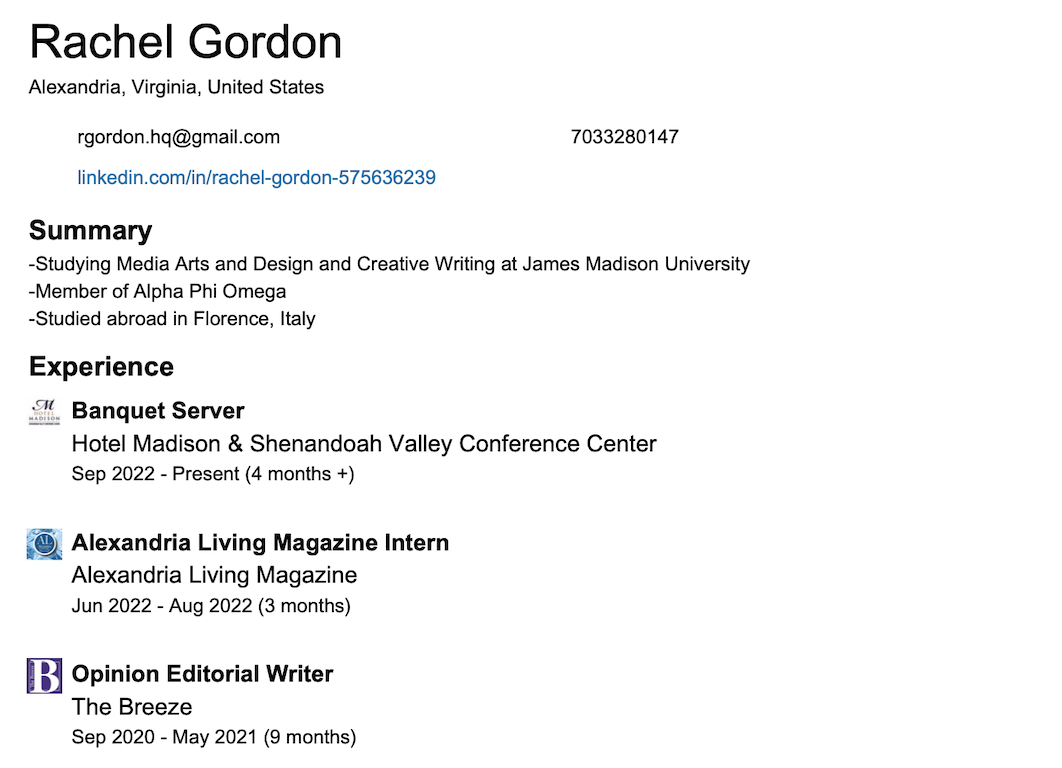 Rachel Gordon
Alexandria, Virginia, United States
rgordon.hq@gmail.com 7033280147
linkedin.com/in/rachel-gordon-575636239
Summary
-Studying Media Arts and Design and Creative Writing at James Madison University
-Member of Alpha Phi Omega
-Studied abroad in Florence, Italy
Experience
M
HOTEL
MADISON
Banquet Server
Hotel Madison & Shenandoah Valley Conference Center
Sep 2022 - Present (4 months +)
AL
Alexandria Living Magazine Intern
Alexandria Living Magazine
Jun 2022 - Aug 2022 (3 months)
B
Opinion Editorial Writer
The Breeze
Sep 2020 - May 2021 (9 months)